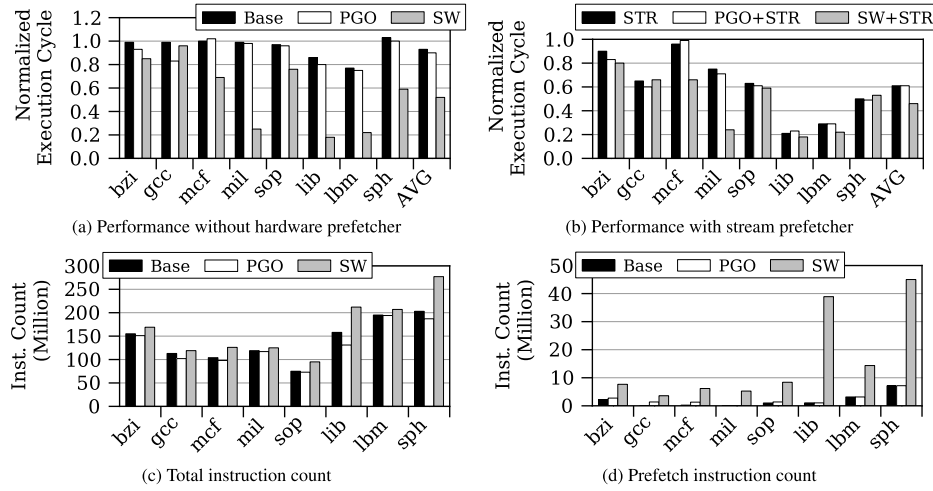 Base PGO SW
Normalized
Execution Cycle
1.2
1.0
0.8
0.6
0.4
0.2
0.0
bzi gcc mcf mil sop lib lbm sph AVG
(a) Performance without hardware prefetcher
STR PGO+STR SW+STR
Normalized
Execution Cycle
1.0
0.8
0.6
0.4
0.2
0.0
bzi gcc mcf mil sop lib lbm sph AVG
(b) Performance with stream prefetcher
Base PGO SW
Inst. Count
(Million)
300
250
200
150
100
50
0
bzi gcc mcf mil sop lib lbm sph
(c) Total instruction count
Base PGO SW
Inst. Count
(Million)
50
40
30
20
10
0
bzi gcc mcf mil sop lib lbm sph
(d) Prefetch instruction count